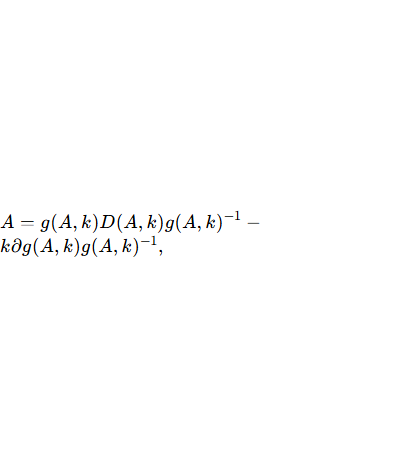 A = g(A, k)D(A, k)g(A, k)⁻¹ −
k∂g(A, k)g(A, k)⁻¹,